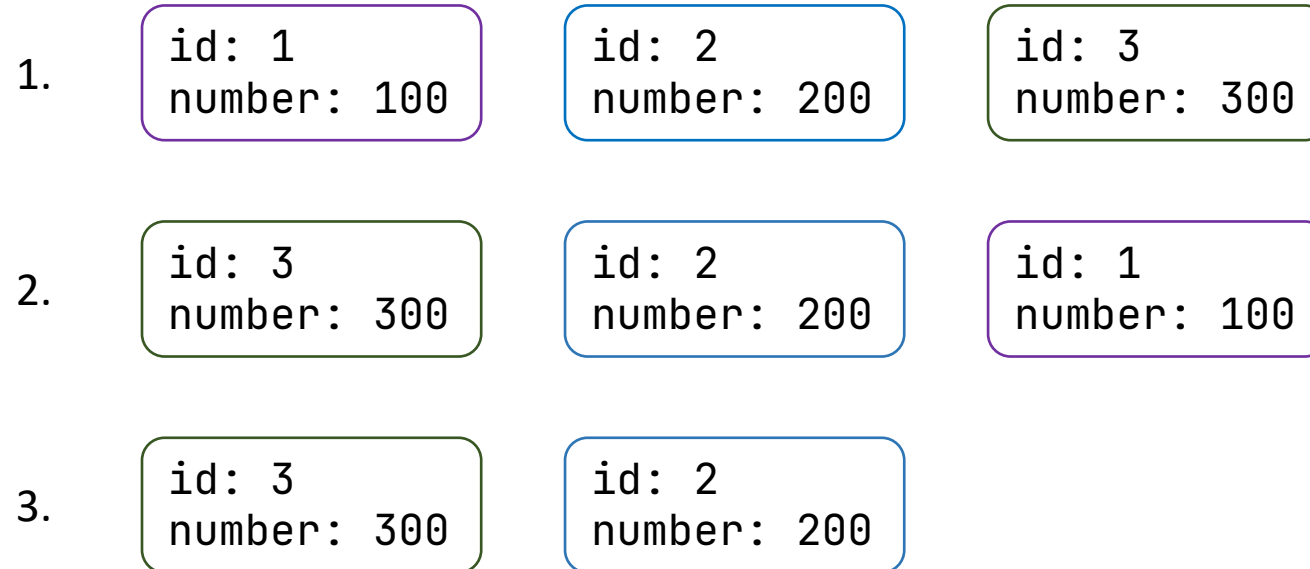 1.
id: 1
number: 100
id: 2
number: 200
id: 3
number: 300
2.
id: 3
number: 300
id: 2
number: 200
id: 1
number: 100
3.
id: 3
number: 300
id: 2
number: 200